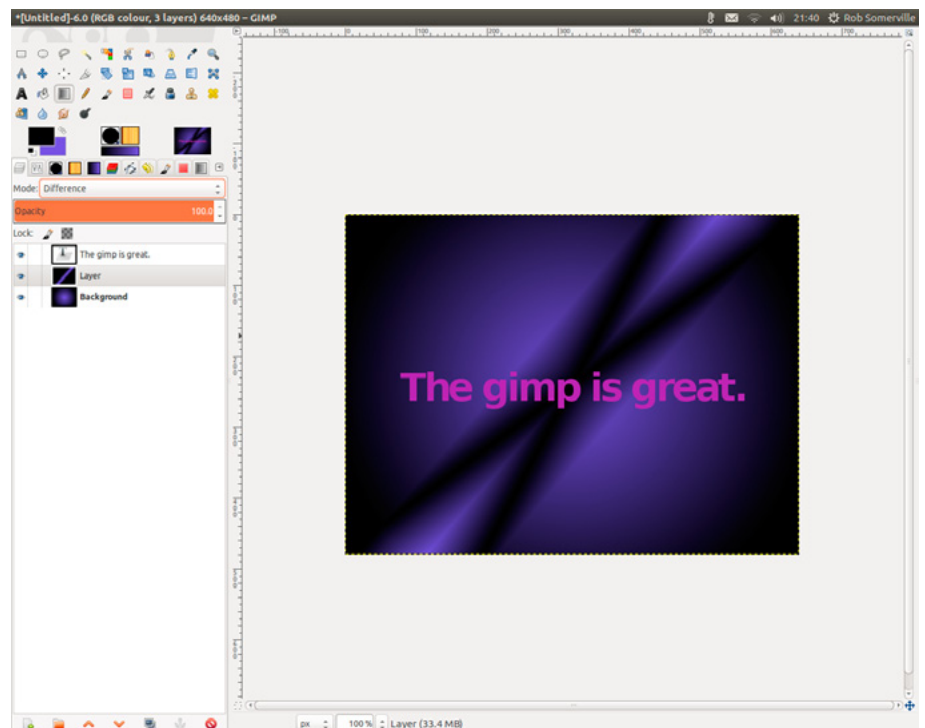 *[Untitled]-6.0 (RGB colour, 3 layers) 640x480 – GIMP
21:40 Rob Somerville
Mode: Difference
Opacity 100.0
Lock:
The gimp is great.
Layer
Background
The gimp is great.
px 100 % Layer (33.4 MB)